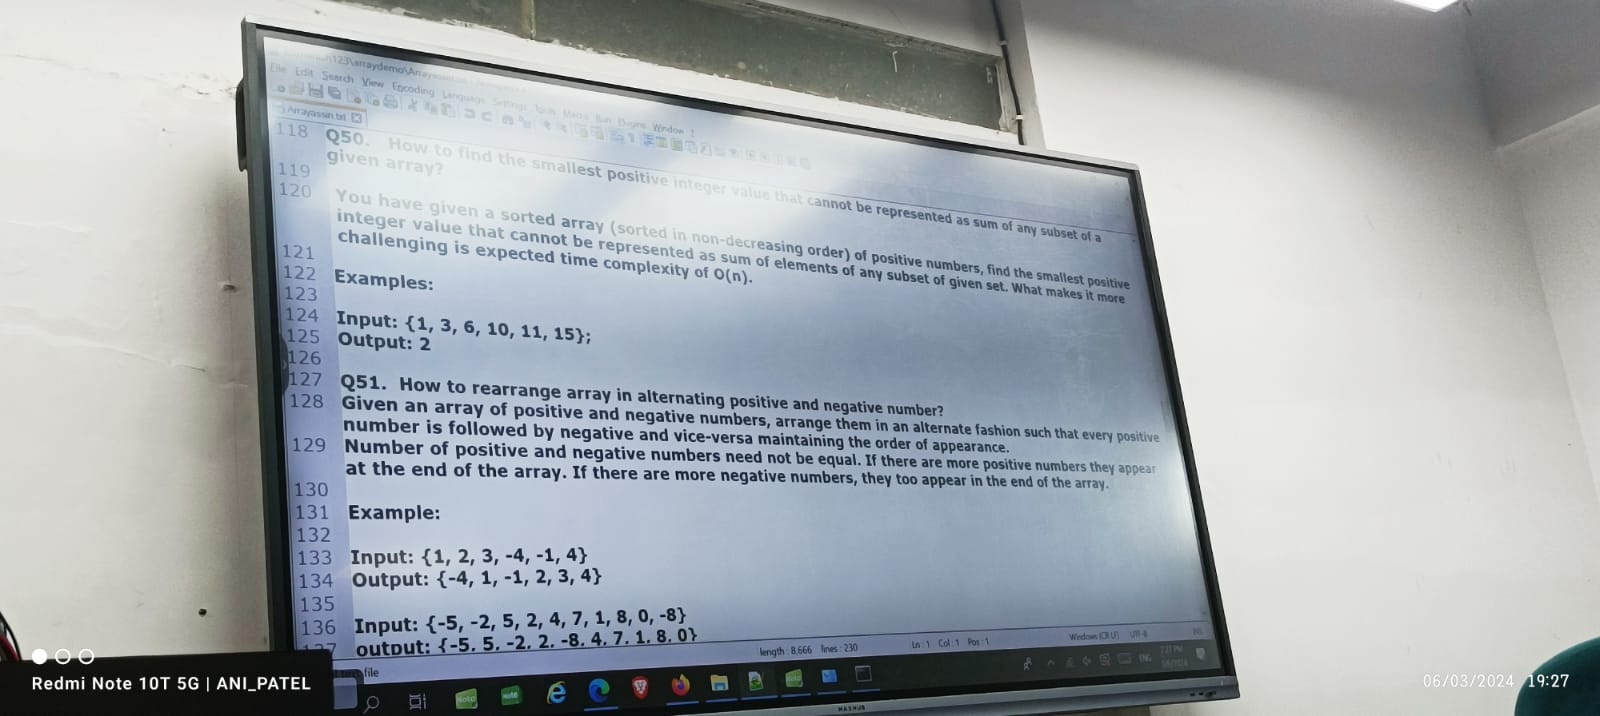 File Edit Search View Encoding Language Settings Tools Macro Run Plugins Window
Arrayassin.txt
118 Q50. How to find the smallest positive integer value that cannot be represented as sum of any subset of a
given array?
119
120 You have given a sorted array (sorted in non-decreasing order) of positive numbers, find the smallest positive
integer value that cannot be represented as sum of elements of any subset of given set. What makes it more
challenging is expected time complexity of O(n).
121
122 Examples:
123
124 Input: {1, 3, 6, 10, 11, 15};
125 Output: 2
126
127 Q51. How to rearrange array in alternating positive and negative number?
128 Given an array of positive and negative numbers, arrange them in an alternate fashion such that every positive
number is followed by negative and vice-versa maintaining the order of appearance.
129 Number of positive and negative numbers need not be equal. If there are more positive numbers they appear
at the end of the array. If there are more negative numbers, they too appear in the end of the array.
130
131 Example:
132
133 Input: {1, 2, 3, -4, -1, 4}
134 Output: {-4, 1, -1, 2, 3, 4}
135
136 Input: {-5, -2, 5, 2, 4, 7, 1, 8, 0, -8}
137 output: {-5, 5, -2, 2, -8, 4, 7, 1, 8, 0}
file length : 8,666 lines : 230 Ln : 1 Col : 1 Pos : 1 Windows (CR LF) UTF-8 INS
ENG 7:27 PM
MAXHUB
Redmi Note 10T 5G | ANI_PATEL
06/03/2024 19:27